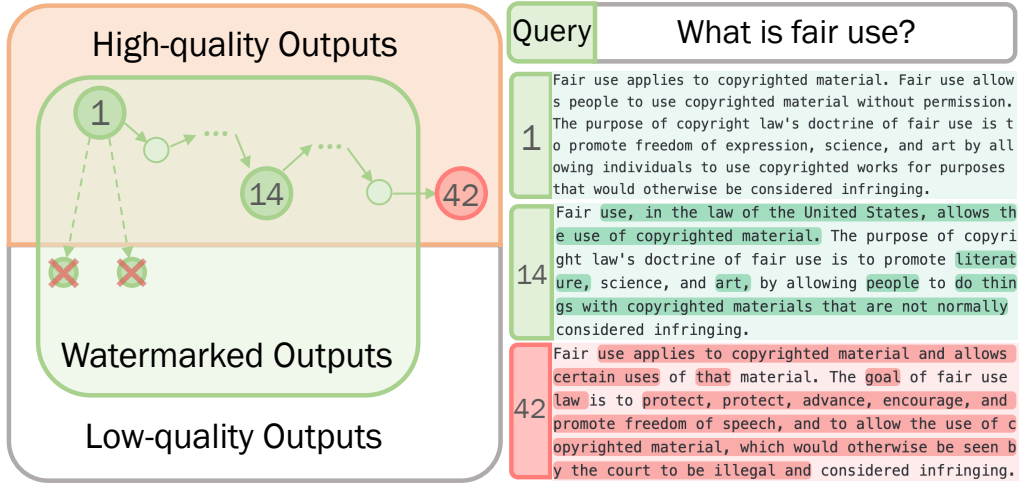 High-quality Outputs
1
...
...
14
42
Watermarked Outputs
Low-quality Outputs
Query
What is fair use?
1
Fair use applies to copyrighted material. Fair use allow
s people to use copyrighted material without permission.
The purpose of copyright law's doctrine of fair use is t
o promote freedom of expression, science, and art by all
owing individuals to use copyrighted works for purposes
that would otherwise be considered infringing.
14
Fair use, in the law of the United States, allows th
e use of copyrighted material. The purpose of copyri
ght law's doctrine of fair use is to promote literat
ure, science, and art, by allowing people to do thin
gs with copyrighted materials that are not normally
considered infringing.
42
Fair use applies to copyrighted material and allows
certain uses of that material. The goal of fair use
law is to protect, protect, advance, encourage, and
promote freedom of speech, and to allow the use of c
opyrighted material, which would otherwise be seen b
y the court to be illegal and considered infringing.